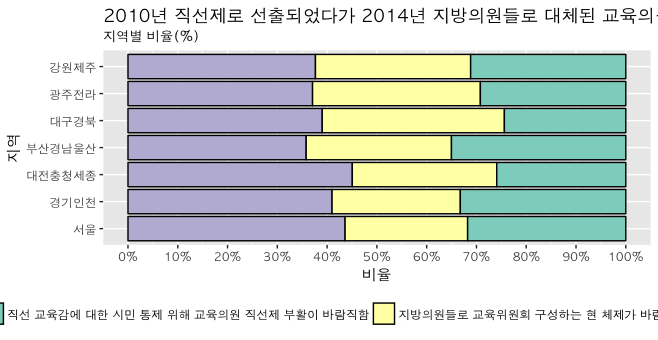 2010년 직선제로 선출되었다가 2014년 지방의원들로 대체된 교육의
지역별 비율(%)
지역
강원제주
광주전라
대구경북
부산경남울산
대전충청세종
경기인천
서울
0% 10% 20% 30% 40% 50% 60% 70% 80% 90% 100%
비율
직선 교육감에 대한 시민 통제 위해 교육의원 직선제 부활이 바람직함 지방의원들로 교육위원회 구성하는 현 체제가 바